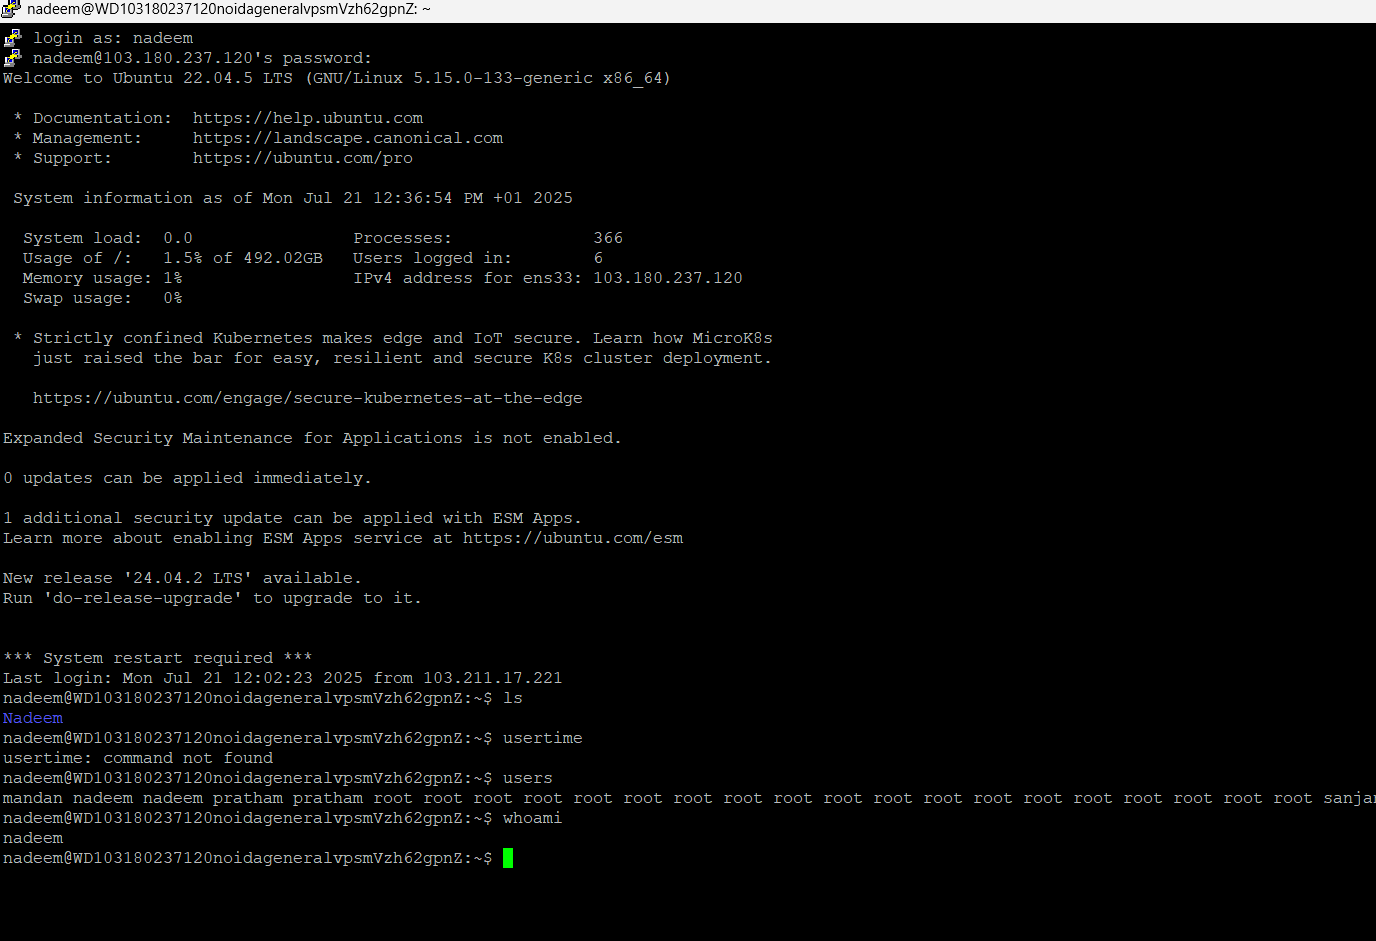 nadeem@WD103180237120noidageneralvpsmVzh62gpnZ: ~
login as: nadeem
nadeem@103.180.237.120's password:
Welcome to Ubuntu 22.04.5 LTS (GNU/Linux 5.15.0-133-generic x86_64)
* Documentation:  https://help.ubuntu.com
* Management:     https://landscape.canonical.com
* Support:        https://ubuntu.com/pro
System information as of Mon Jul 21 12:36:54 PM +01 2025
System load:  0.0                Processes:              366
Usage of /:   1.5% of 492.02GB   Users logged in:        6
Memory usage: 1%                 IPv4 address for ens33: 103.180.237.120
Swap usage:   0%
* Strictly confined Kubernetes makes edge and IoT secure. Learn how MicroK8s
just raised the bar for easy, resilient and secure K8s cluster deployment.
https://ubuntu.com/engage/secure-kubernetes-at-the-edge
Expanded Security Maintenance for Applications is not enabled.
0 updates can be applied immediately.
1 additional security update can be applied with ESM Apps.
Learn more about enabling ESM Apps service at https://ubuntu.com/esm
New release '24.04.2 LTS' available.
Run 'do-release-upgrade' to upgrade to it.
*** System restart required ***
Last login: Mon Jul 21 12:02:23 2025 from 103.211.17.221
nadeem@WD103180237120noidageneralvpsmVzh62gpnZ:~$ ls
Nadeem
nadeem@WD103180237120noidageneralvpsmVzh62gpnZ:~$ usertime
usertime: command not found
nadeem@WD103180237120noidageneralvpsmVzh62gpnZ:~$ users
mandan nadeem nadeem pratham pratham root root root root root root root root root root root root root root root root root root root
nadeem@WD103180237120noidageneralvpsmVzh62gpnZ:~$ whoami
nadeem
nadeem@WD103180237120noidageneralvpsmVzh62gpnZ:~$